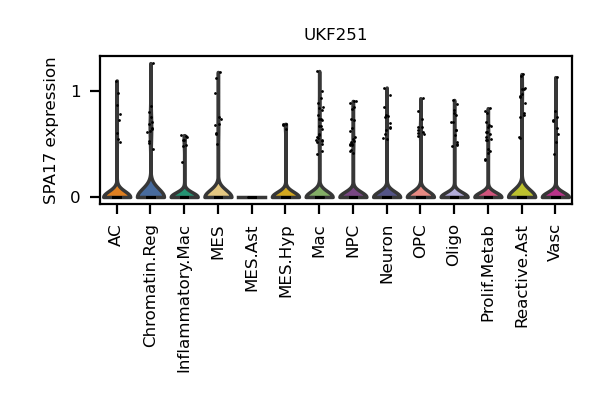 UKF251
SPA17 expression
1
0
AC
Chromatin.Reg
Inflammatory.Mac
MES
MES.Ast
MES.Hyp
Mac
NPC
Neuron
OPC
Oligo
Prolif.Metab
Reactive.Ast
Vasc